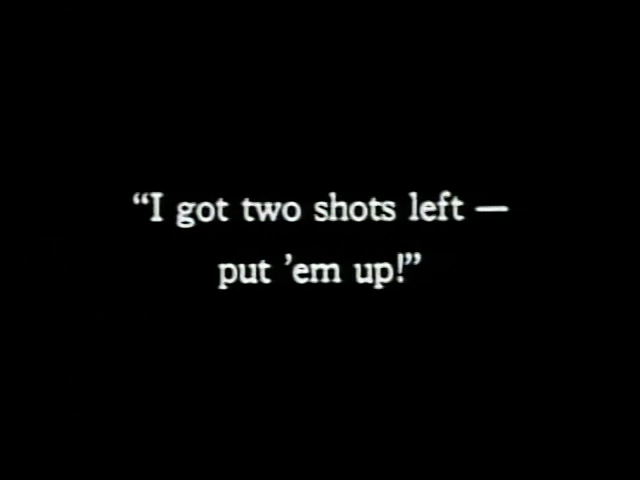 “I got two shots left —
put ’em up!”